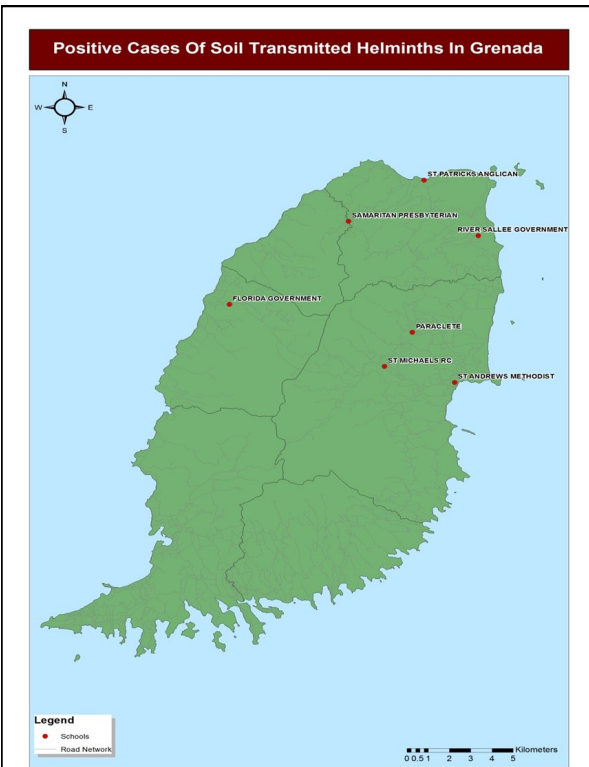 Positive Cases Of Soil Transmitted Helminths In Grenada
N
W E
S
ST PATRICKS ANGLICAN
SAMARITAN PRESBYTERIAN
RIVER SALLEE GOVERNMENT
FLORIDA GOVERNMENT
PARACLETE
ST MICHAELS RC
ST ANDREWS METHODIST
Legend
Schools
Road Network
Kilometers
0 0.5 1 2 3 4 5